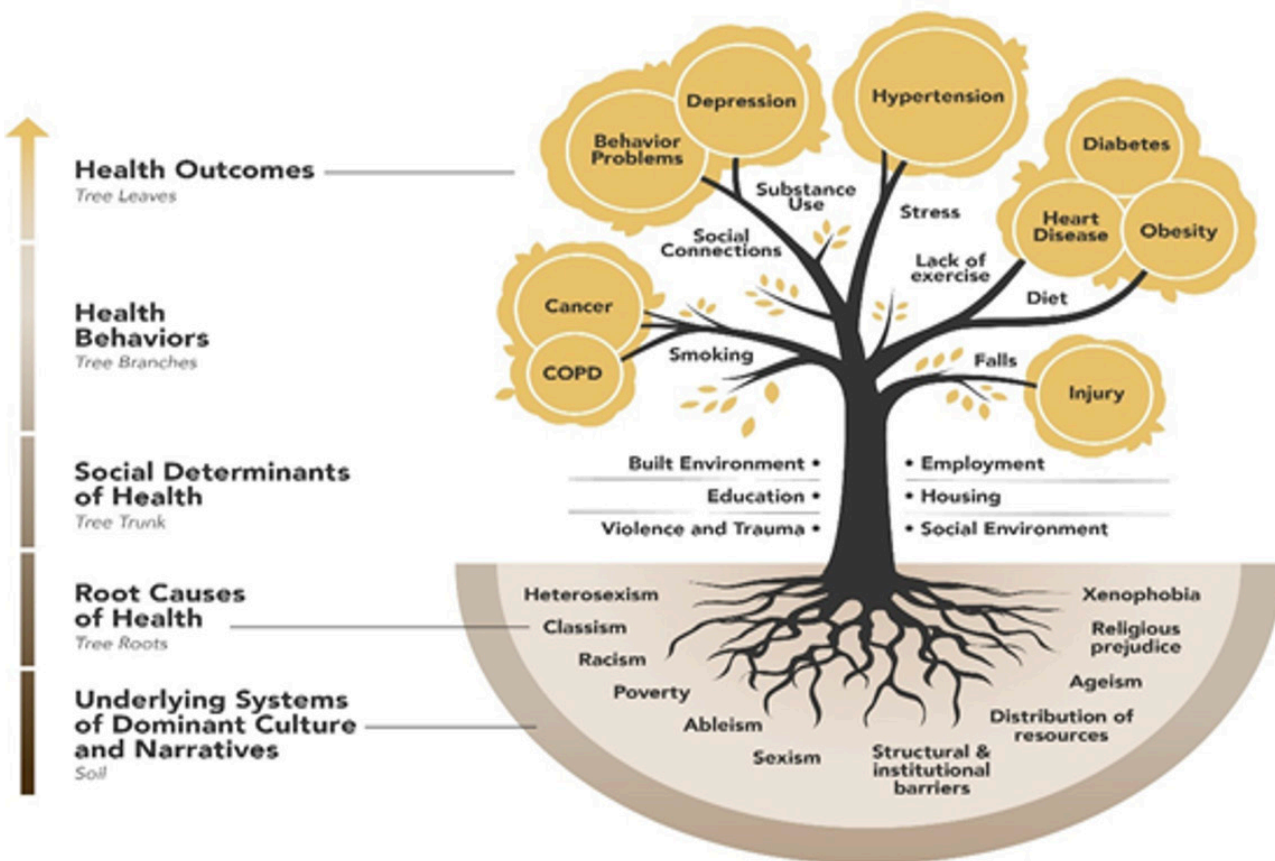 Health Outcomes
Tree Leaves
Health
Behaviors
Tree Branches
Social Determinants
of Health
Tree Trunk
Root Causes
of Health
Tree Roots
Underlying Systems
of Dominant Culture
and Narratives
Soil
Depression
Behavior
Problems
Hypertension
Diabetes
Heart
Disease
Obesity
Substance
Use
Stress
Social
Connections
Lack of
exercise
Diet
Cancer
COPD
Smoking
Falls
Injury
Built Environment •
Education •
Violence and Trauma •
• Employment
• Housing
• Social Environment
Heterosexism
Classism
Racism
Poverty
Ableism
Sexism
Structural &
institutional
barriers
Xenophobia
Religious
prejudice
Ageism
Distribution of
resources